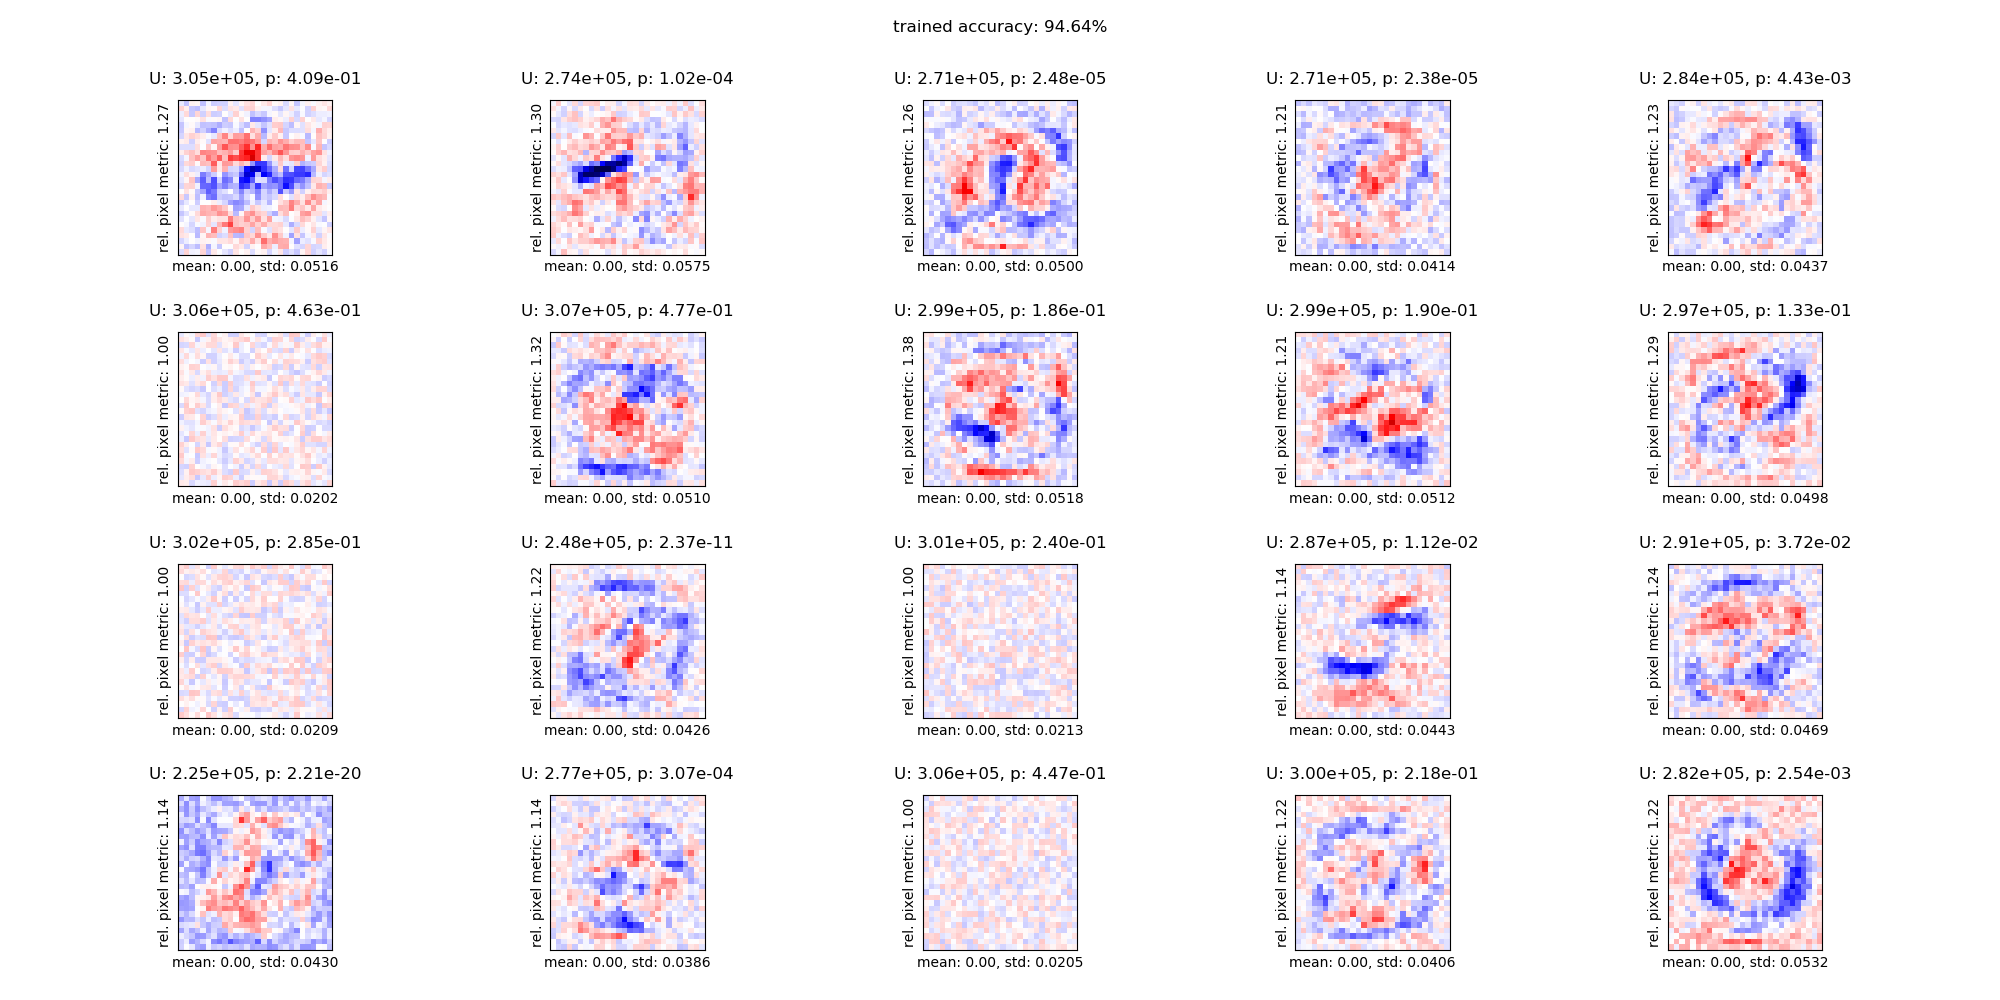 trained accuracy: 94.64%
U: 3.05e+05, p: 4.09e-01
rel. pixel metric: 1.27
mean: 0.00, std: 0.0516
U: 2.74e+05, p: 1.02e-04
rel. pixel metric: 1.30
mean: 0.00, std: 0.0575
U: 2.71e+05, p: 2.48e-05
rel. pixel metric: 1.26
mean: 0.00, std: 0.0500
U: 2.71e+05, p: 2.38e-05
rel. pixel metric: 1.21
mean: 0.00, std: 0.0414
U: 2.84e+05, p: 4.43e-03
rel. pixel metric: 1.23
mean: 0.00, std: 0.0437
U: 3.06e+05, p: 4.63e-01
rel. pixel metric: 1.00
mean: 0.00, std: 0.0202
U: 3.07e+05, p: 4.77e-01
rel. pixel metric: 1.32
mean: 0.00, std: 0.0510
U: 2.99e+05, p: 1.86e-01
rel. pixel metric: 1.38
mean: 0.00, std: 0.0518
U: 2.99e+05, p: 1.90e-01
rel. pixel metric: 1.21
mean: 0.00, std: 0.0512
U: 2.97e+05, p: 1.33e-01
rel. pixel metric: 1.29
mean: 0.00, std: 0.0498
U: 3.02e+05, p: 2.85e-01
rel. pixel metric: 1.00
mean: 0.00, std: 0.0209
U: 2.48e+05, p: 2.37e-11
rel. pixel metric: 1.22
mean: 0.00, std: 0.0426
U: 3.01e+05, p: 2.40e-01
rel. pixel metric: 1.00
mean: 0.00, std: 0.0213
U: 2.87e+05, p: 1.12e-02
rel. pixel metric: 1.14
mean: 0.00, std: 0.0443
U: 2.91e+05, p: 3.72e-02
rel. pixel metric: 1.24
mean: 0.00, std: 0.0469
U: 2.25e+05, p: 2.21e-20
rel. pixel metric: 1.14
mean: 0.00, std: 0.0430
U: 2.77e+05, p: 3.07e-04
rel. pixel metric: 1.14
mean: 0.00, std: 0.0386
U: 3.06e+05, p: 4.47e-01
rel. pixel metric: 1.00
mean: 0.00, std: 0.0205
U: 3.00e+05, p: 2.18e-01
rel. pixel metric: 1.22
mean: 0.00, std: 0.0406
U: 2.82e+05, p: 2.54e-03
rel. pixel metric: 1.22
mean: 0.00, std: 0.0532